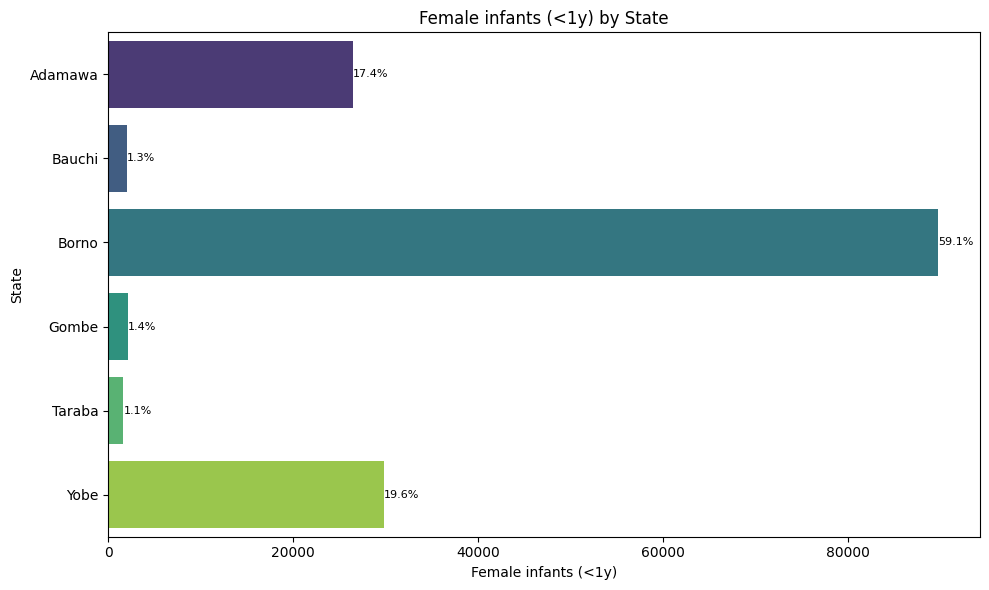 Female infants (<1y) by State
State
Adamawa
17.4%
Bauchi
1.3%
Borno
59.1%
Gombe
1.4%
Taraba
1.1%
Yobe
19.6%
0 20000 40000 60000 80000
Female infants (<1y)